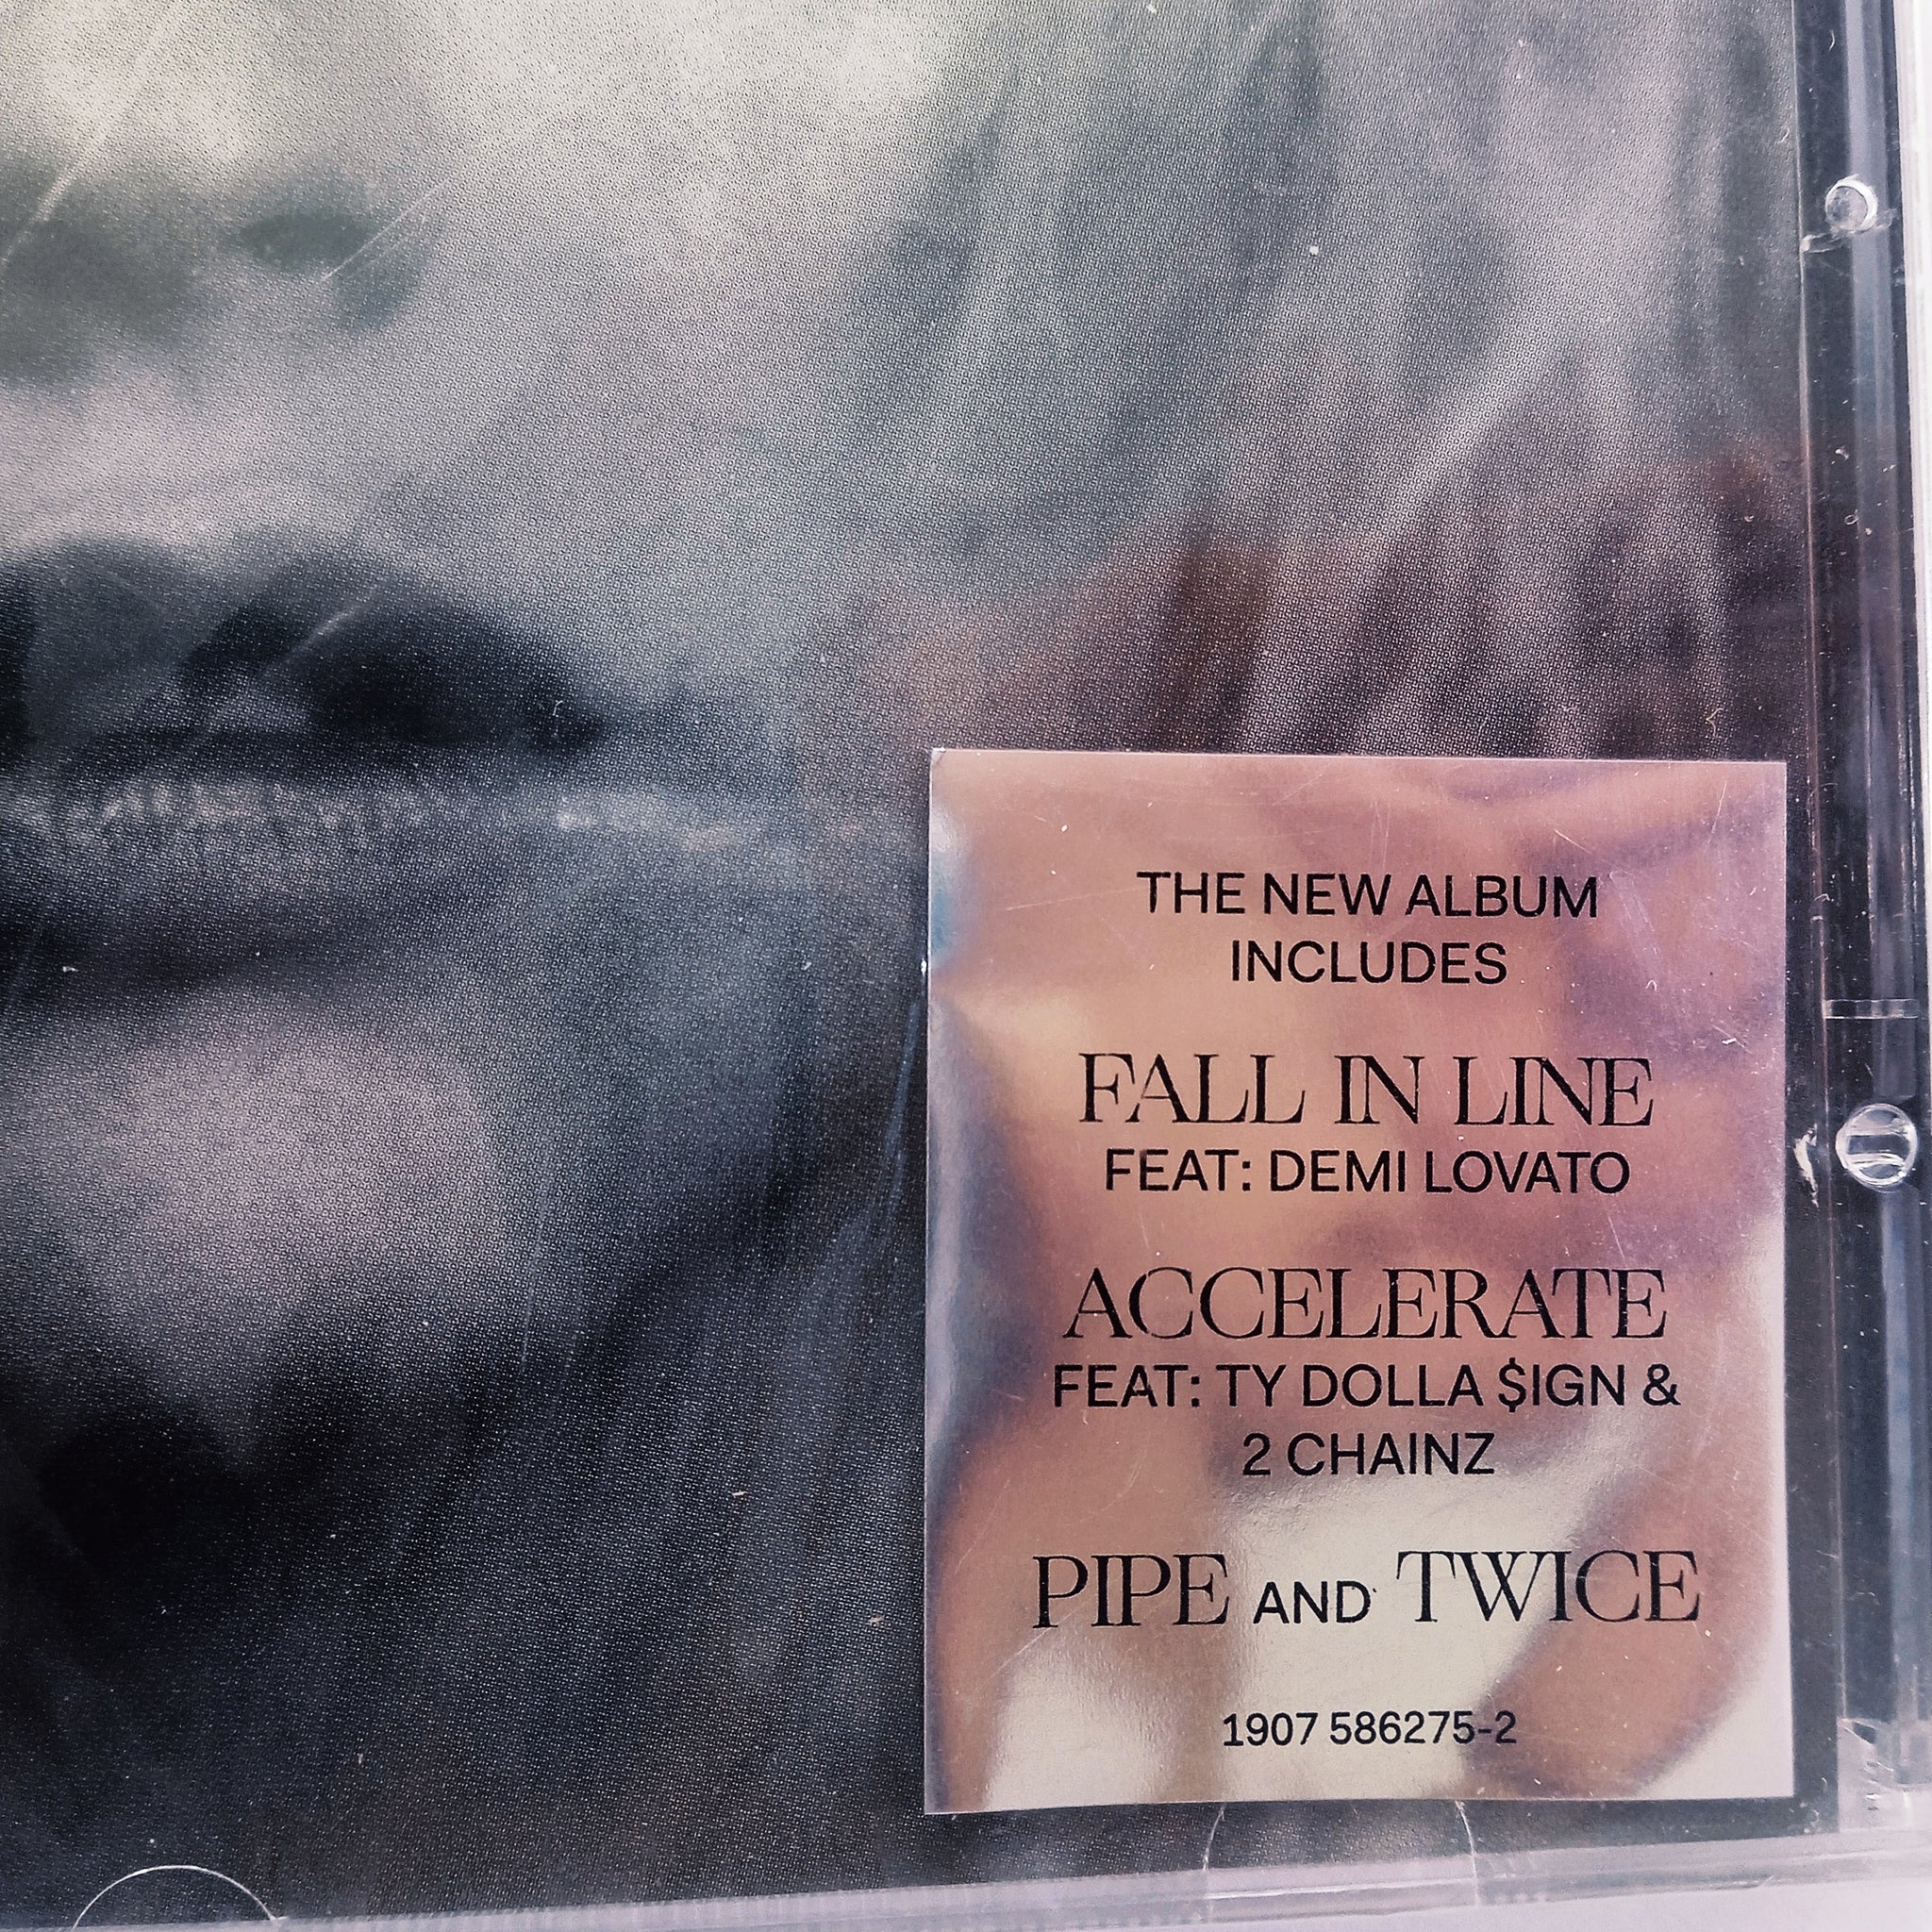 THE NEW ALBUM
INCLUDES
FALL IN LINE
FEAT: DEMI LOVATO
ACCELERATE
FEAT: TY DOLLA $IGN &
2 CHAINZ
PIPE AND TWICE
1907 586275-2